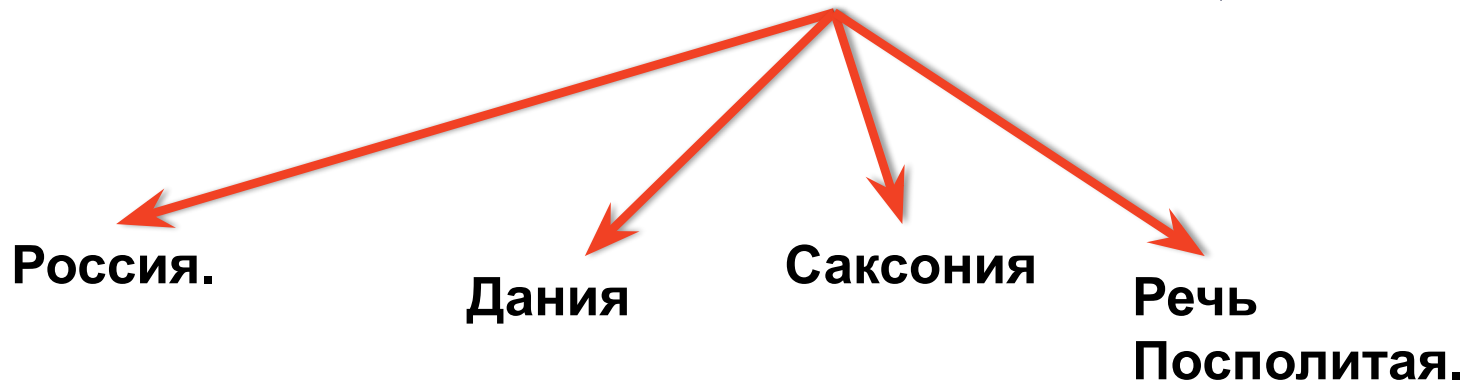 Россия.
Дания
Саксония
Речь
Посполитая.